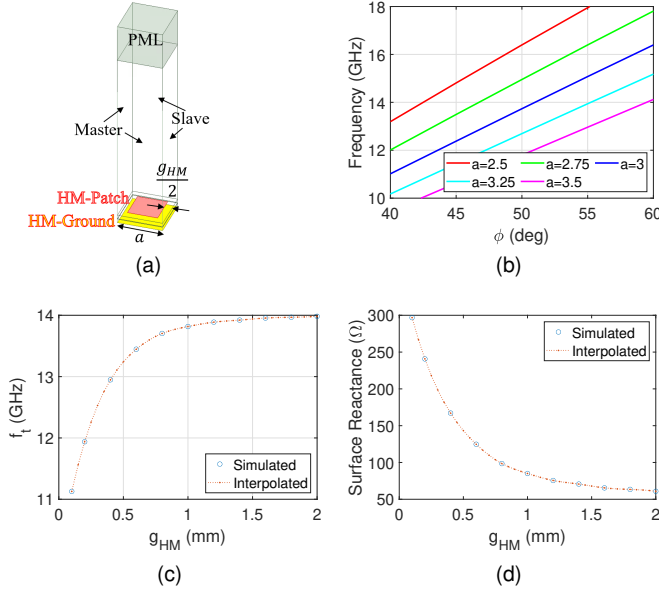 PML
Master
Slave
g_HM
2
HM-Patch
HM-Ground
a
(a)
18
16
14
12
10
40
45
50
55
60
Frequency (GHz)
ϕ (deg)
a=2.5
a=2.75
a=3
a=3.25
a=3.5
(b)
14
13
12
11
0
0.5
1
1.5
2
f_t (GHz)
g_HM (mm)
Simulated
Interpolated
(c)
300
250
200
150
100
50
0
0.5
1
1.5
2
Surface Reactance (Ω)
g_HM (mm)
Simulated
Interpolated
(d)